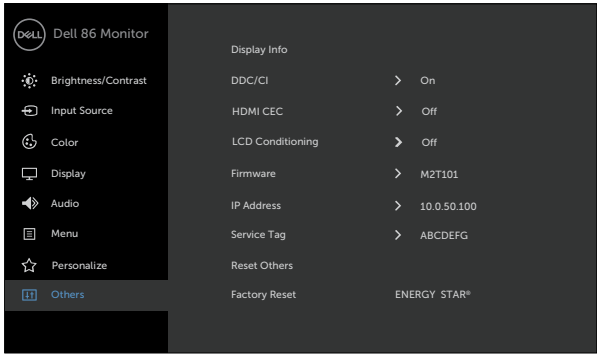 DELL Dell 86 Monitor
Display Info
Brightness/Contrast DDC/CI On
Input Source HDMI CEC Off
Color LCD Conditioning Off
Display Firmware M2T101
Audio IP Address 10.0.50.100
Menu Service Tag ABCDEFG
Personalize Reset Others
Others Factory Reset ENERGY STAR®